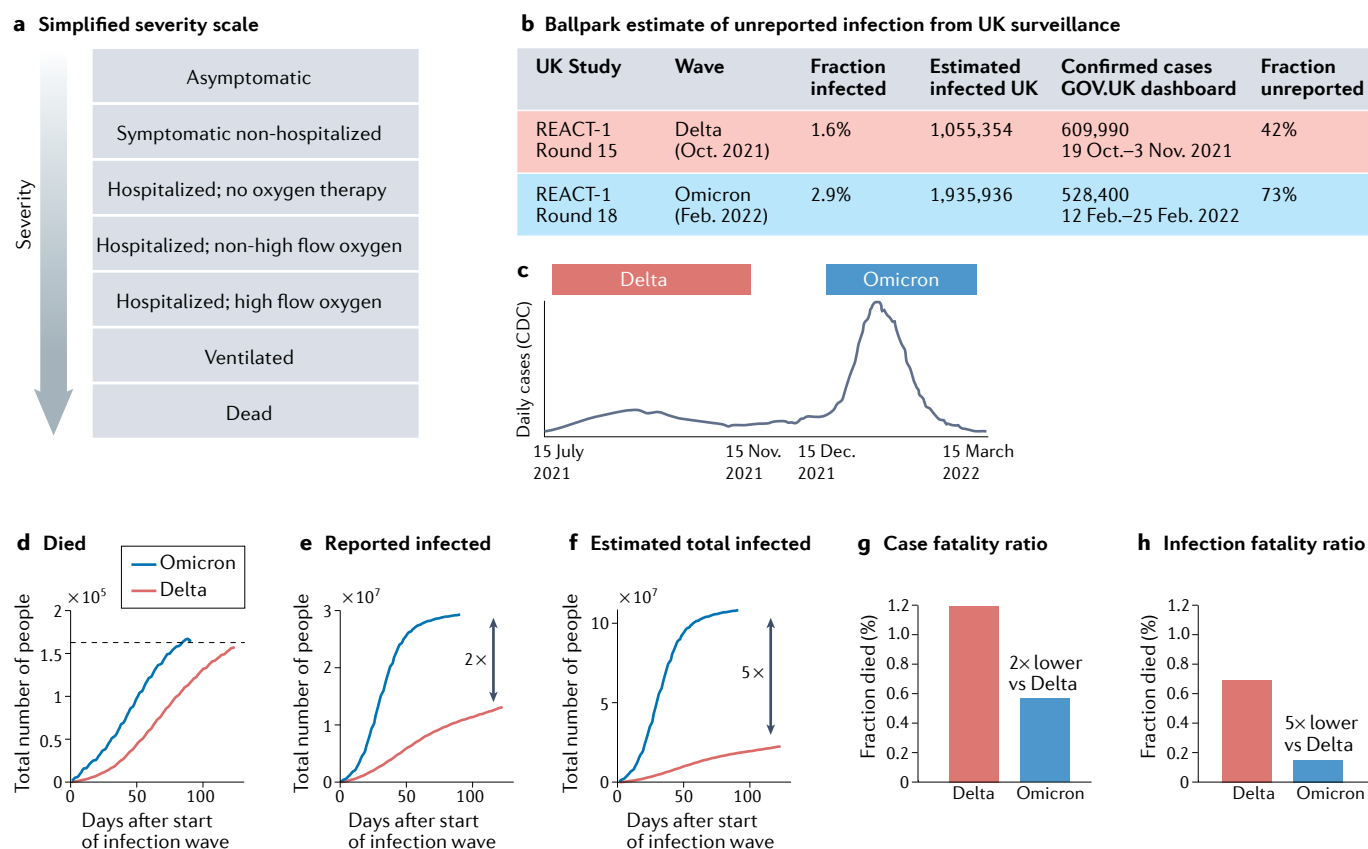 a Simplified severity scale
Severity
Asymptomatic
Symptomatic non-hospitalized
Hospitalized; no oxygen therapy
Hospitalized; non-high flow oxygen
Hospitalized; high flow oxygen
Ventilated
Dead
b Ballpark estimate of unreported infection from UK surveillance
UK Study Wave Fraction infected Estimated infected UK Confirmed cases GOV.UK dashboard Fraction unreported
REACT-1 Round 15 Delta (Oct. 2021) 1.6% 1,055,354 609,990 19 Oct.–3 Nov. 2021 42%
REACT-1 Round 18 Omicron (Feb. 2022) 2.9% 1,935,936 528,400 12 Feb.–25 Feb. 2022 73%
c
Delta Omicron
Daily cases (CDC)
15 July 2021 15 Nov. 2021 15 Dec. 2021 15 March 2022
d Died
Omicron
Delta
×10⁵
Total number of people
2
1.5
1
0.5
0
0 50 100
Days after start
of infection wave
e Reported infected
×10⁷
Total number of people
3
2
1
0
2×
0 50 100
Days after start
of infection wave
f Estimated total infected
×10⁷
Total number of people
10
5
0
5×
0 50 100
Days after start
of infection wave
g Case fatality ratio
Fraction died (%)
1.2
1.0
0.8
0.6
0.4
0.2
0
2× lower
vs Delta
Delta Omicron
h Infection fatality ratio
Fraction died (%)
1.2
1.0
0.8
0.6
0.4
0.2
0
5× lower
vs Delta
Delta Omicron